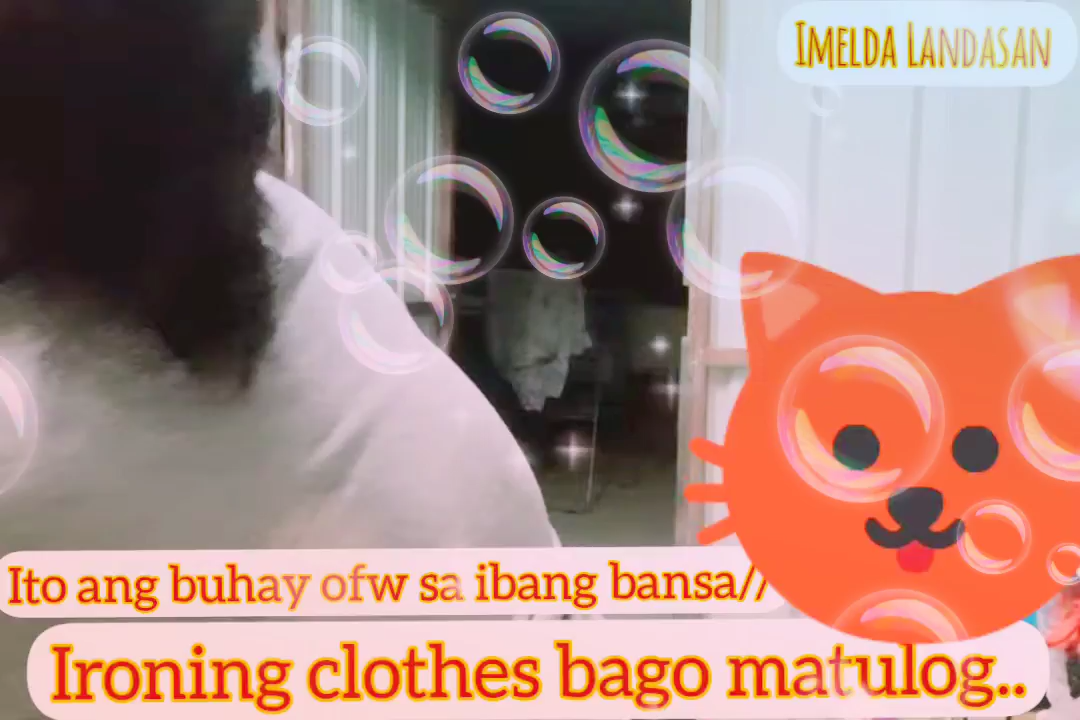 Imelda Landasan
Ito ang buhay ofw sa ibang bansa//
Ironing clothes bago matulog..